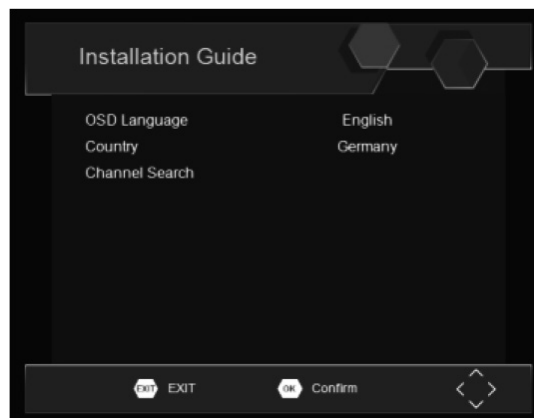 Installation Guide
OSD Language English
Country Germany
Channel Search
EXIT EXIT OK Confirm